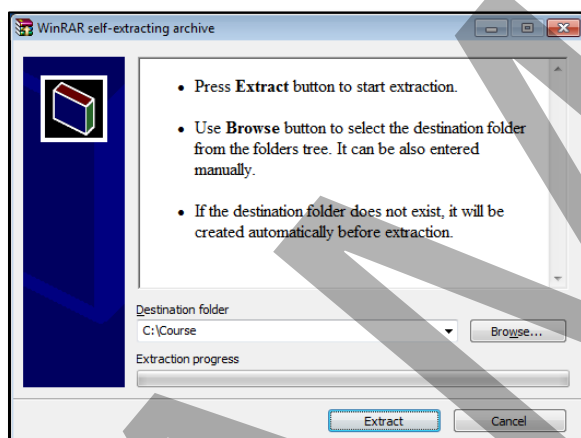 WinRAR self-extracting archive
• Press Extract button to start extraction.
• Use Browse button to select the destination folder
from the folders tree. It can be also entered
manually.
• If the destination folder does not exist, it will be
created automatically before extraction.
Destination folder
C:\Course
Browse...
Extraction progress
Extract
Cancel